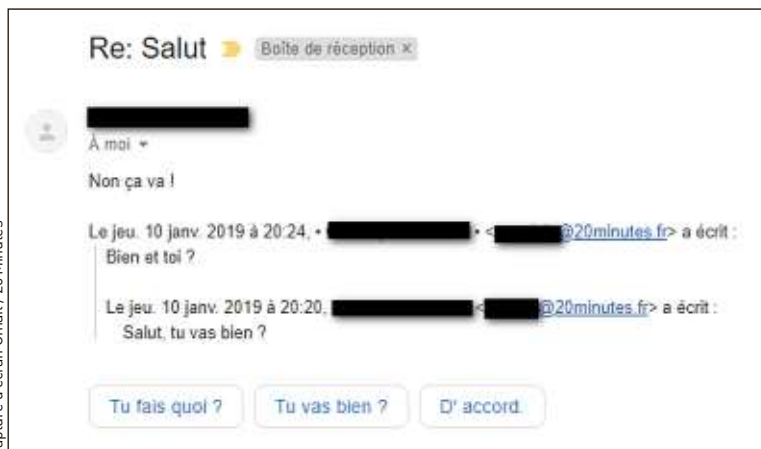 Re: Salut Boîte de réception ×
À moi
Non ça va !
Le jeu. 10 janv. 2019 à 20:24, • • < @20minutes.fr> a écrit :
Bien et toi ?
Le jeu. 10 janv. 2019 à 20:20, < @20minutes.fr> a écrit :
Salut, tu vas bien ?
Tu fais quoi ? Tu vas bien ? D' accord.